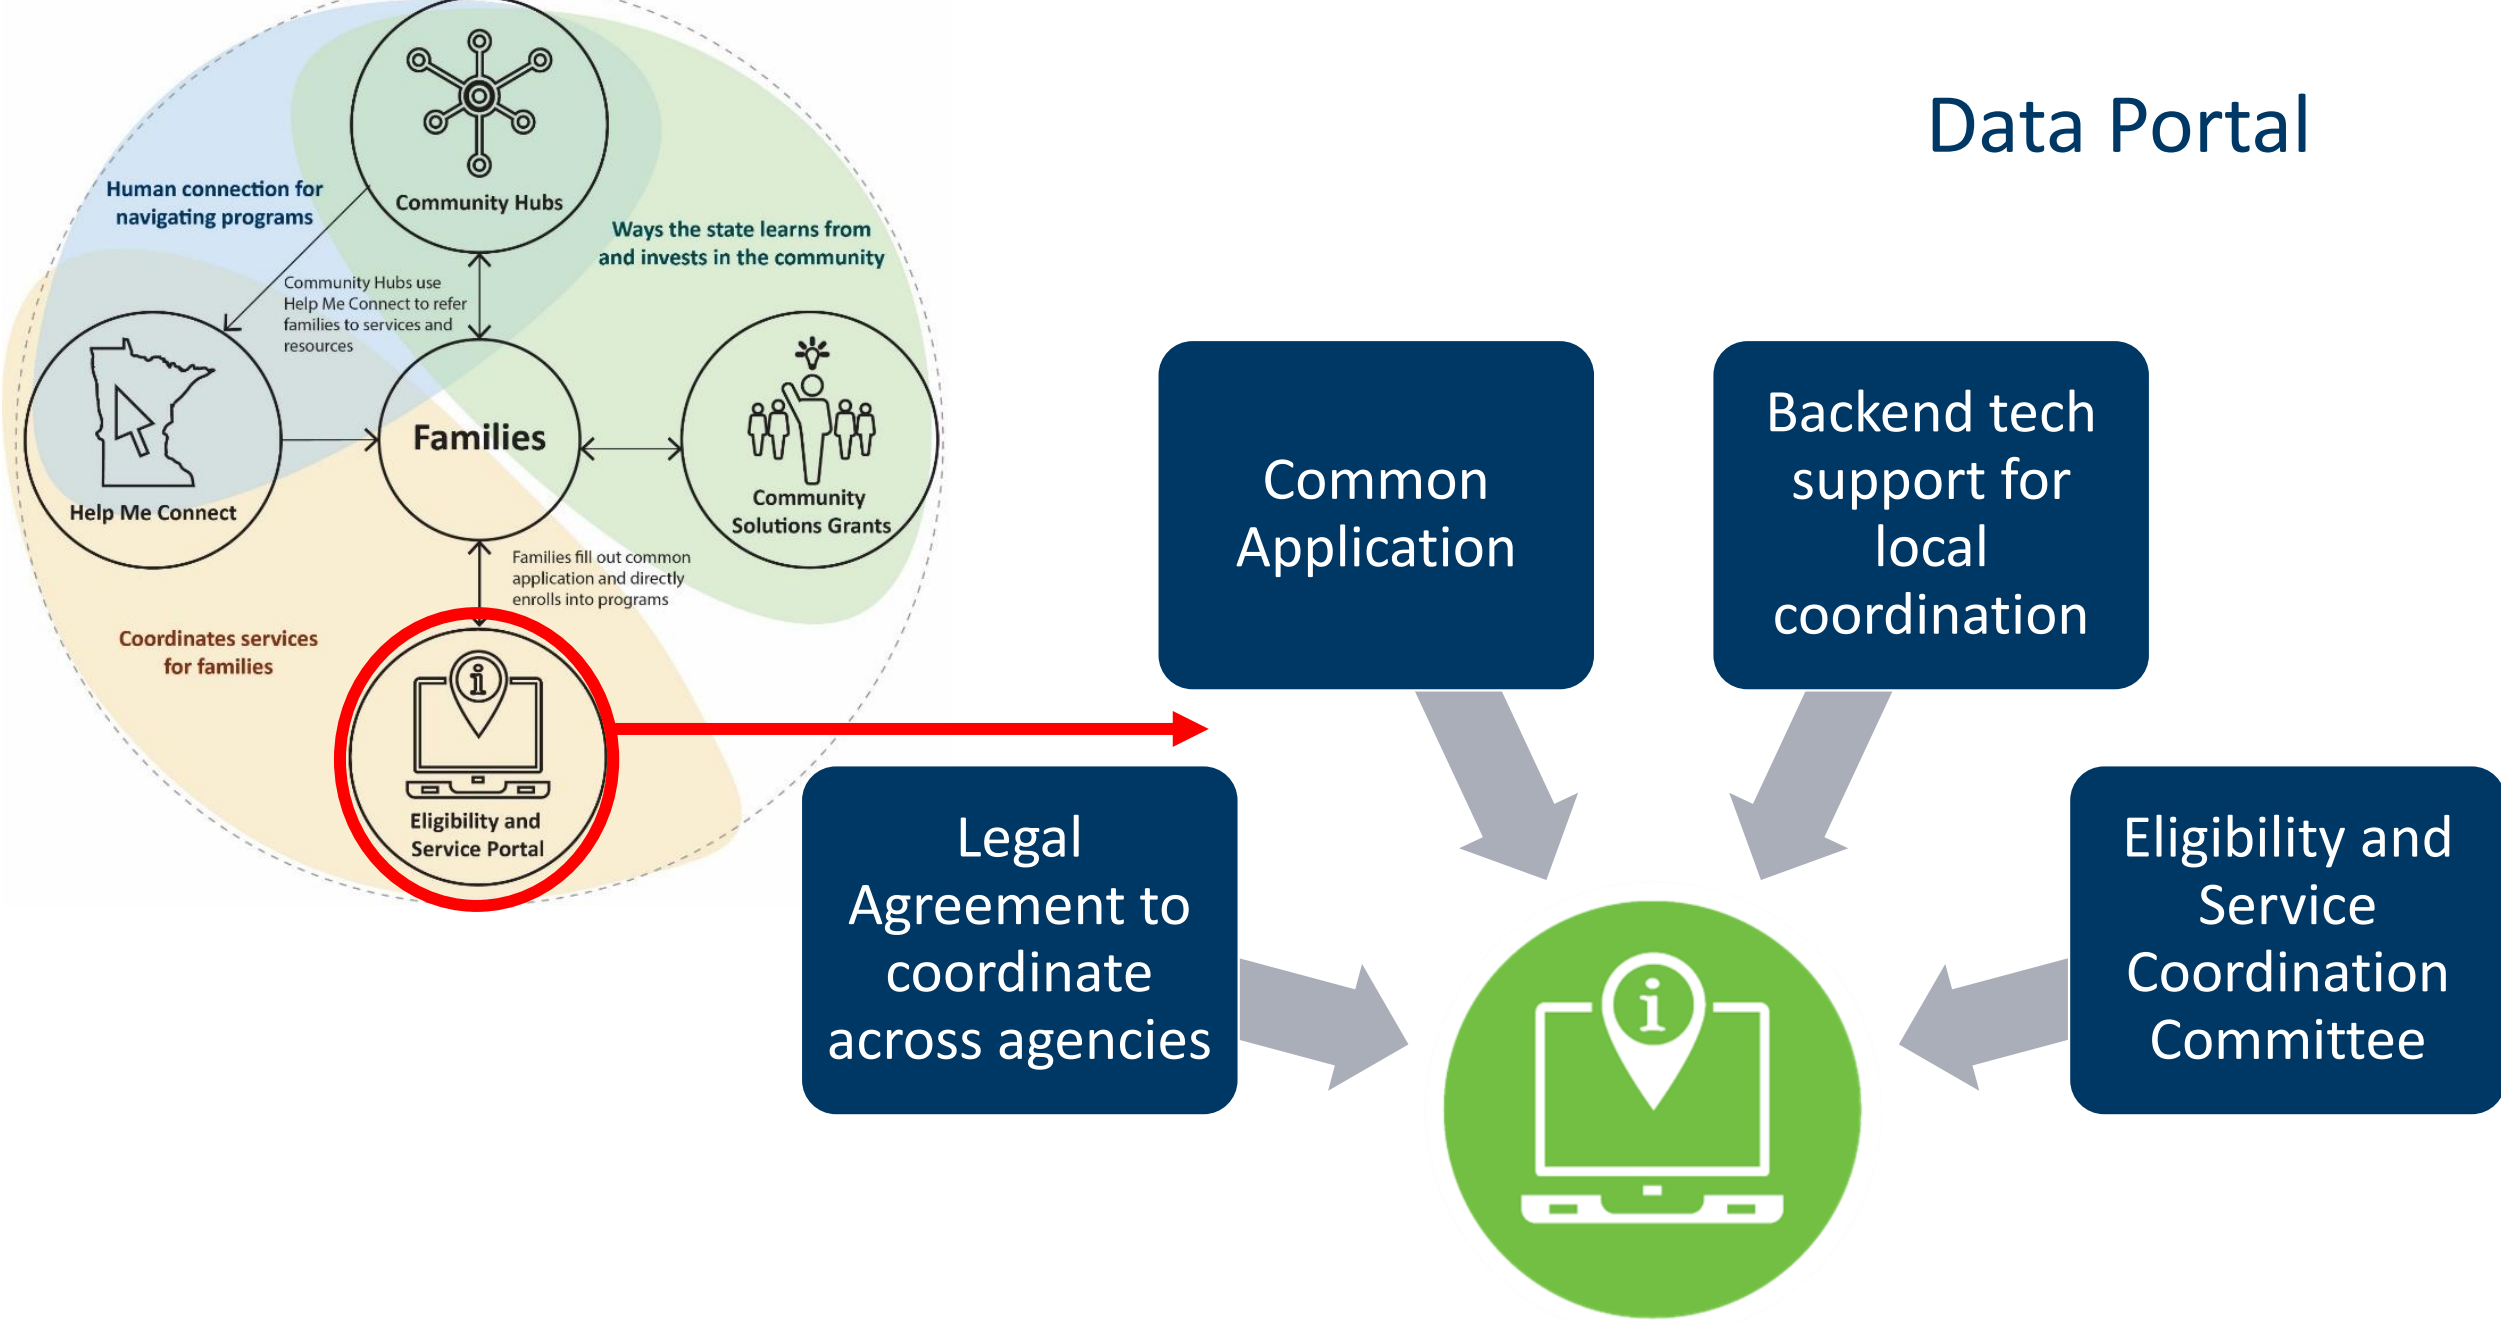 Data Portal
Community Hubs
Human connection for
navigating programs
Ways the state learns from
and invests in the community
Community Hubs use
Help Me Connect to refer
families to services and
resources
Families
Help Me Connect
Community
Solutions Grants
Families fill out common
application and directly
enrolls into programs
Coordinates services
for families
i
Eligibility and
Service Portal
Common
Application
Backend tech
support for
local
coordination
Legal
Agreement to
coordinate
across agencies
Eligibility and
Service
Coordination
Committee
i